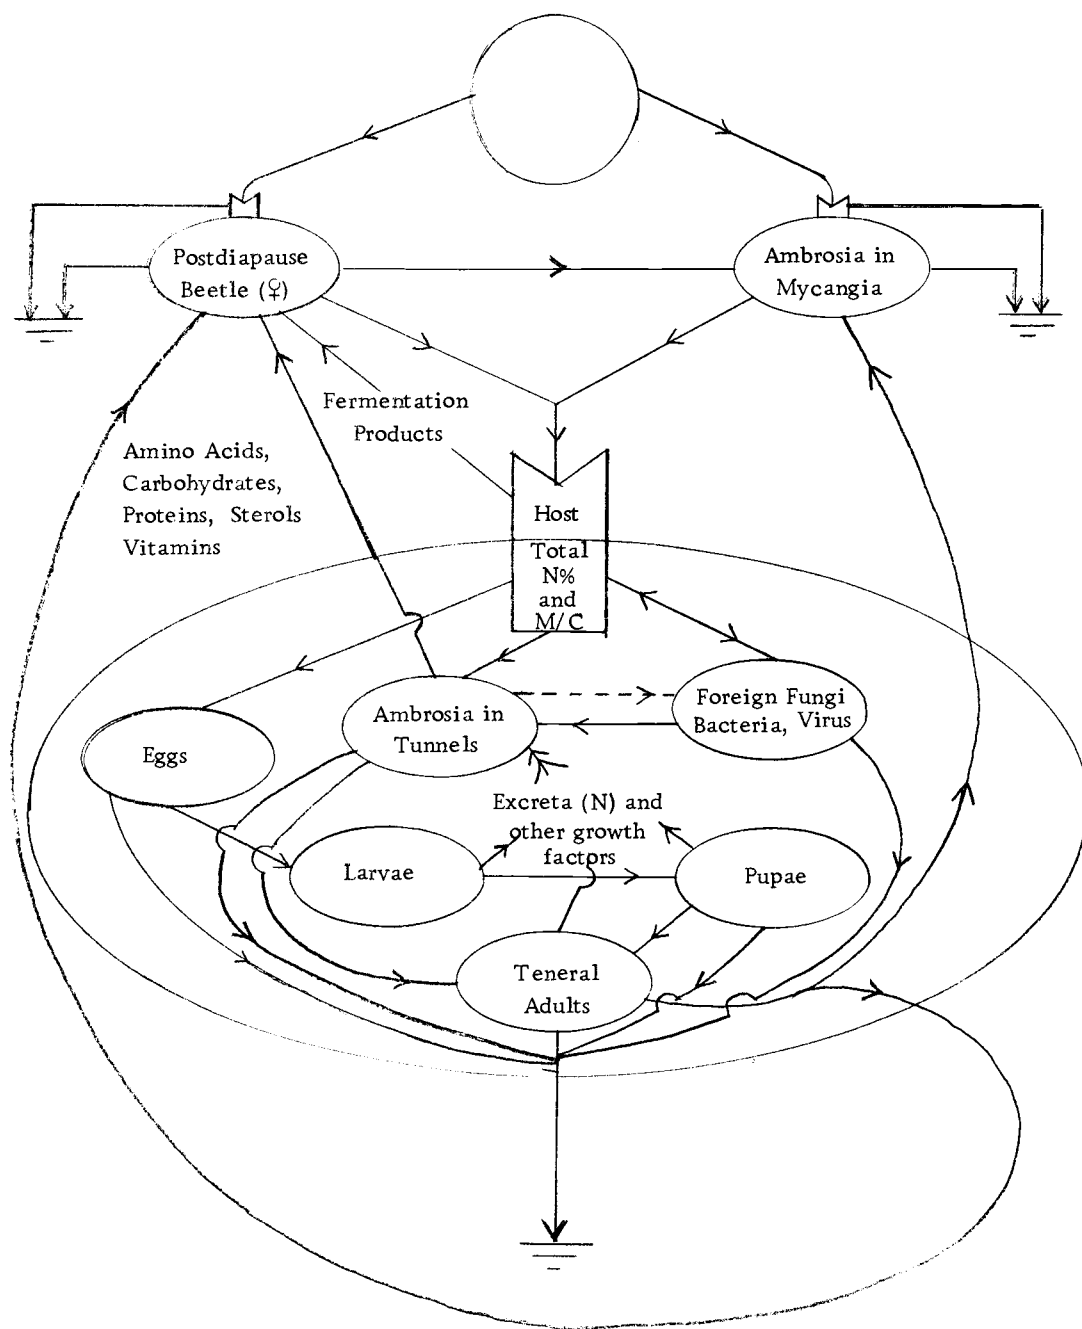 Postdiapause
Beetle (♀)
Ambrosia in
Mycangia
Fermentation
Products
Amino Acids,
Carbohydrates,
Proteins, Sterols
Vitamins
Host
Total
N%
and
M/C
Ambrosia in
Tunnels
Foreign Fungi
Bacteria, Virus
Eggs
Excreta (N) and
other growth
factors
Larvae
Pupae
Teneral
Adults